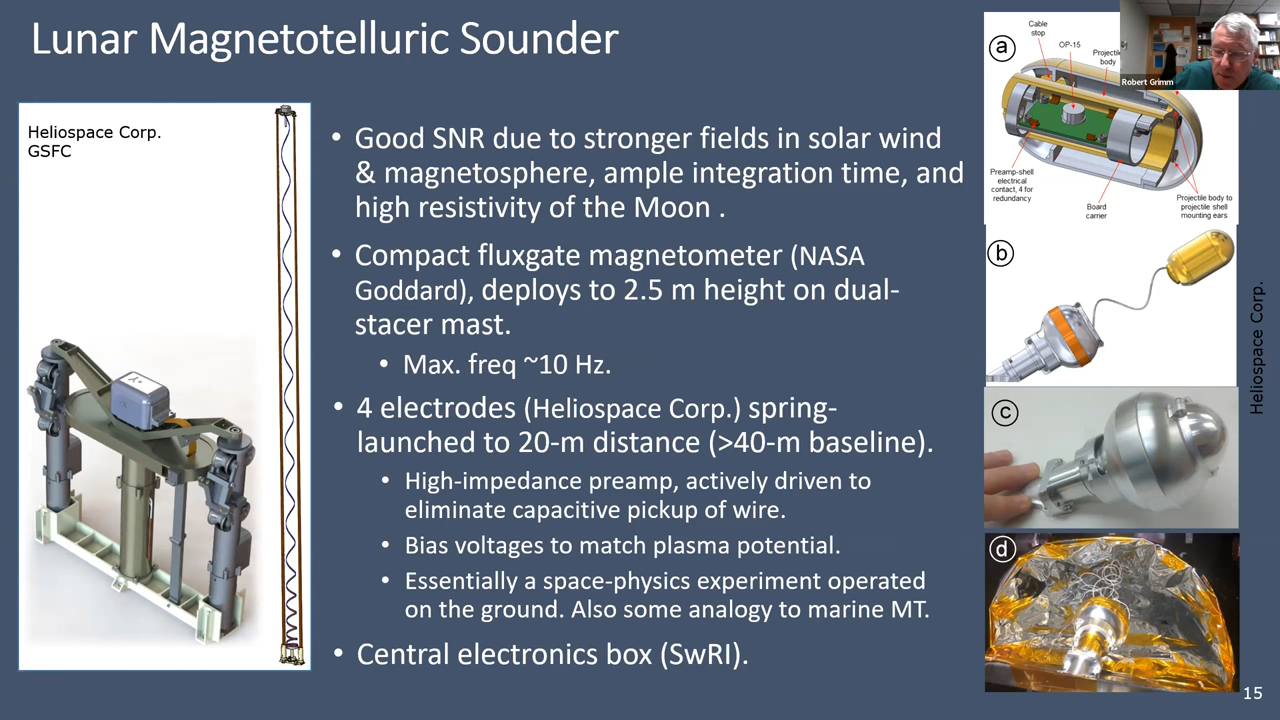 Lunar Magnetotelluric Sounder
Heliospace Corp.
GSFC
• Good SNR due to stronger fields in solar wind
& magnetosphere, ample integration time, and
high resistivity of the Moon .
• Compact fluxgate magnetometer (NASA
Goddard), deploys to 2.5 m height on dual-
stacer mast.
• Max. freq ~10 Hz.
• 4 electrodes (Heliospace Corp.) spring-
launched to 20-m distance (>40-m baseline).
• High-impedance preamp, actively driven to
eliminate capacitive pickup of wire.
• Bias voltages to match plasma potential.
• Essentially a space-physics experiment operated
on the ground. Also some analogy to marine MT.
• Central electronics box (SwRI).
a
Cable
stop
OP-15
body
Robert Grimm
Preamp-shell
electrical
contact, 4 for
redundancy
Board
carrier
Projectile body to
projectile shell
mounting ears
b
c
d
Heliospace Corp.
15